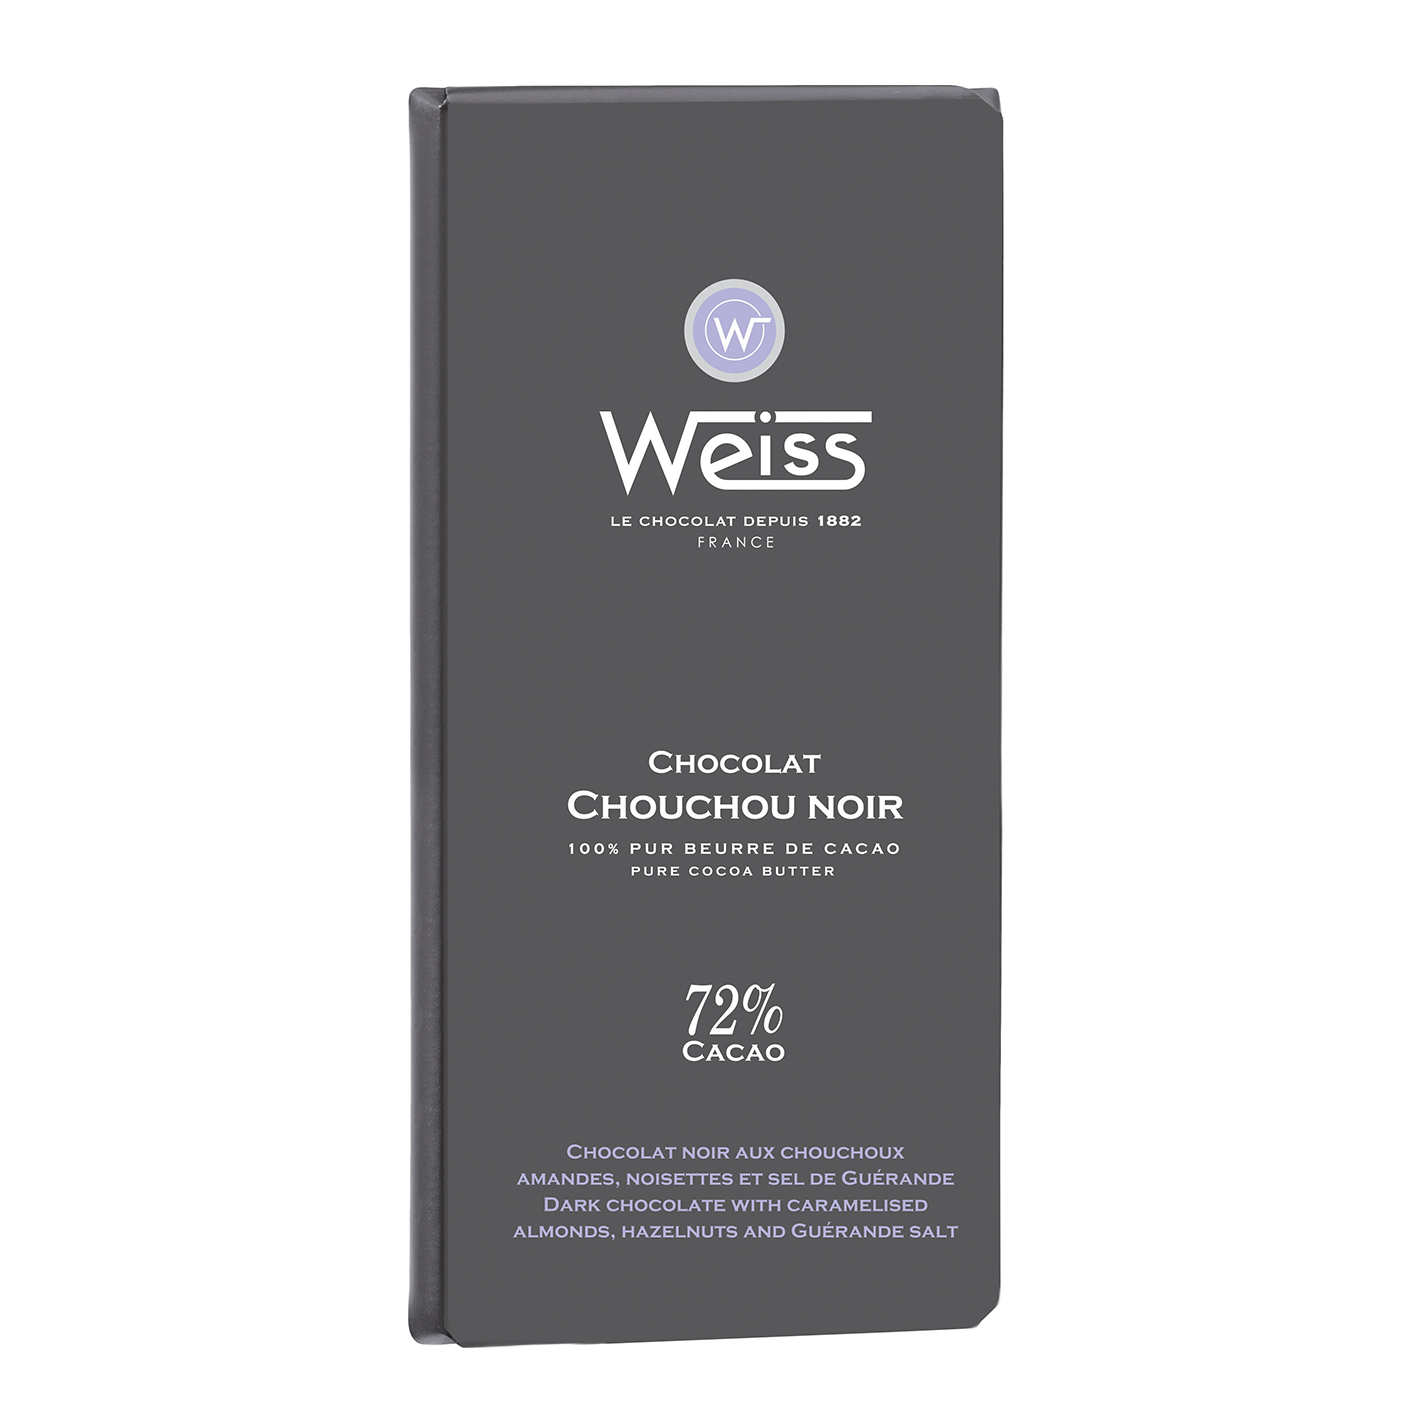 W
Weiss
LE CHOCOLAT DEPUIS 1882
FRANCE
CHOCOLAT
CHOUCHOU NOIR
100% PUR BEURRE DE CACAO
PURE COCOA BUTTER
72%
CACAO
CHOCOLAT NOIR AUX CHOUCHOUX
AMANDES, NOISETTES ET SEL DE GUÉRANDE
DARK CHOCOLATE WITH CARAMELISED
ALMONDS, HAZELNUTS AND GUÉRANDE SALT